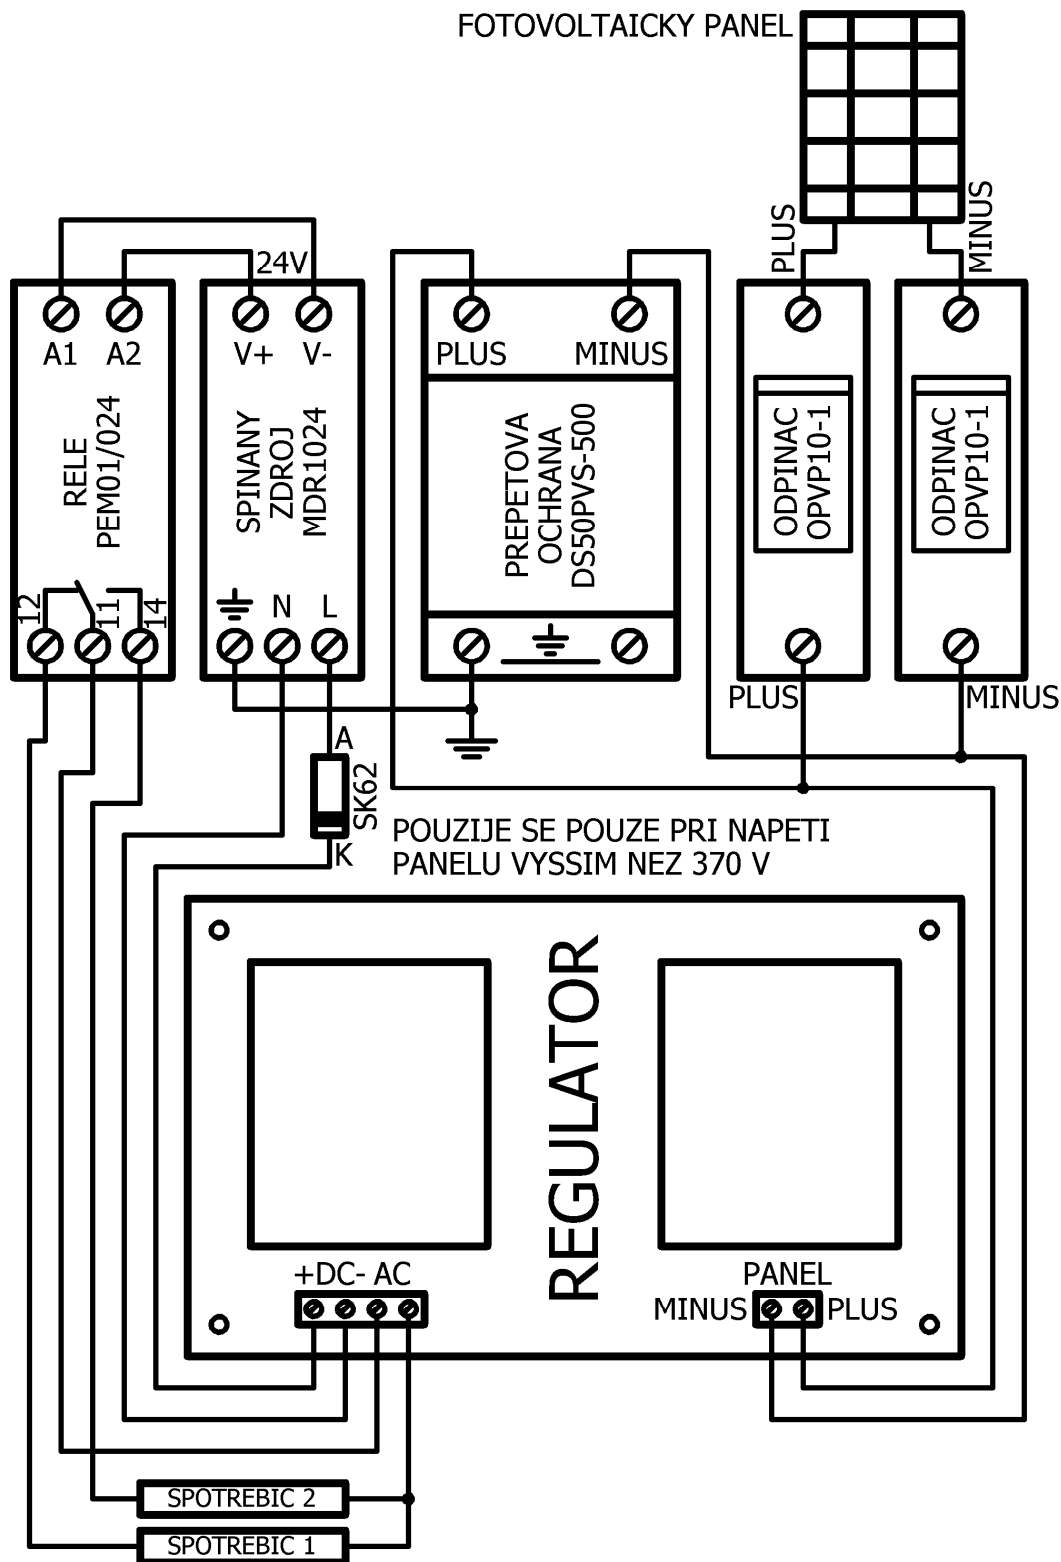 FOTOVOLTAICKY PANEL
PLUS
MINUS
24V
A1 A2
V+ V-
PLUS MINUS
RELE
PEM01/024
SPINANY
ZDROJ
MDR1024
PREPETOVA
OCHRANA
DS50PVS-500
ODPINAC
OPVP10-1
ODPINAC
OPVP10-1
12
11
14
N L
PLUS
MINUS
A
SK62
K
POUZIJE SE POUZE PRI NAPETI
PANELU VYSSIM NEZ 370 V
REGULATOR
+DC- AC
PANEL
MINUS PLUS
SPOTREBIC 2
SPOTREBIC 1